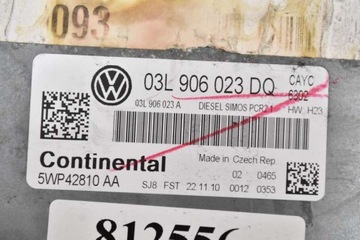 093
03L 906 023 DQ CAYC
6302
03L 906 023 A DIESEL SIMOS PCR2.1 HW H23
Continental
5WP42810 AA
Made in Czech Rep.
02 0465
SJ8 FST 22.11.10 0012 0353
812556